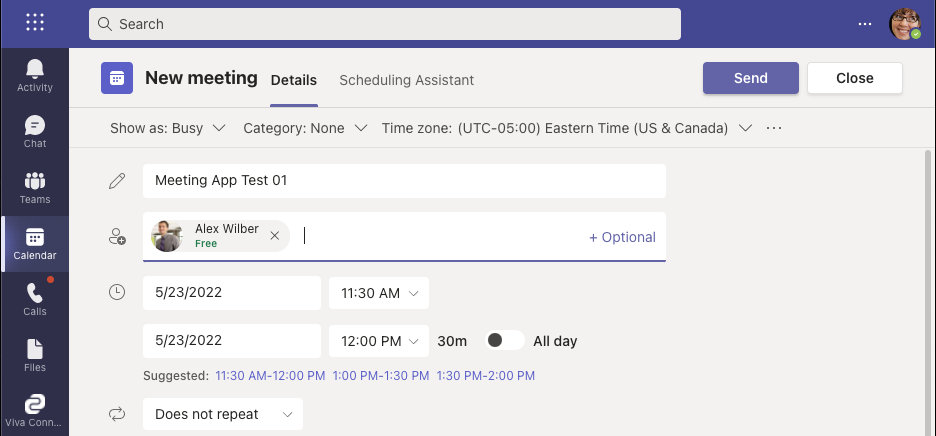 Search
Activity
Chat
Teams
Calendar
Calls
Files
Viva Conn...
New meeting Details Scheduling Assistant Send Close
Show as: Busy Category: None Time zone: (UTC-05:00) Eastern Time (US & Canada)
Meeting App Test 01
Alex Wilber
Free
+ Optional
5/23/2022 11:30 AM
5/23/2022 12:00 PM 30m All day
Suggested: 11:30 AM-12:00 PM 1:00 PM-1:30 PM 1:30 PM-2:00 PM
Does not repeat